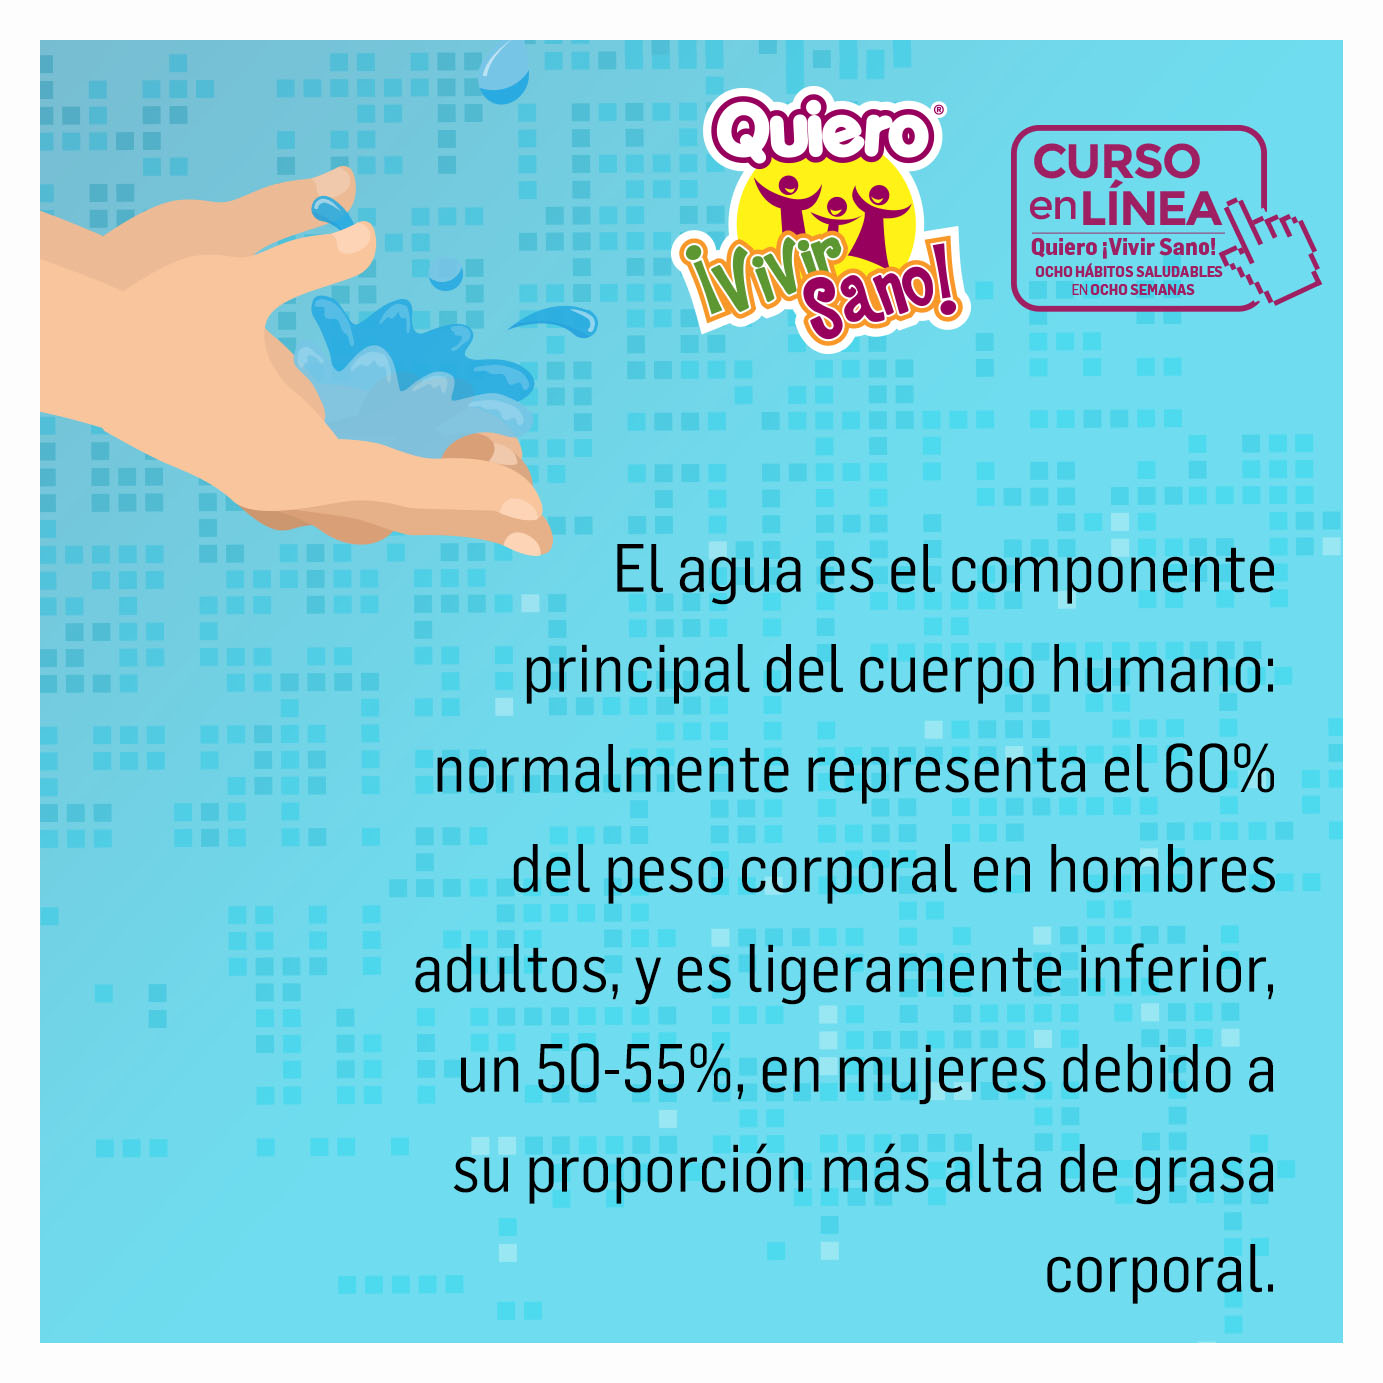 Quiero®
¡Vivir
Sano!
CURSO
en LÍNEA
Quiero ¡Vivir Sano!
OCHO HÁBITOS SALUDABLES
EN OCHO SEMANAS
El agua es el componente
principal del cuerpo humano:
normalmente representa el 60%
del peso corporal en hombres
adultos, y es ligeramente inferior,
un 50-55%, en mujeres debido a
su proporción más alta de grasa
corporal.